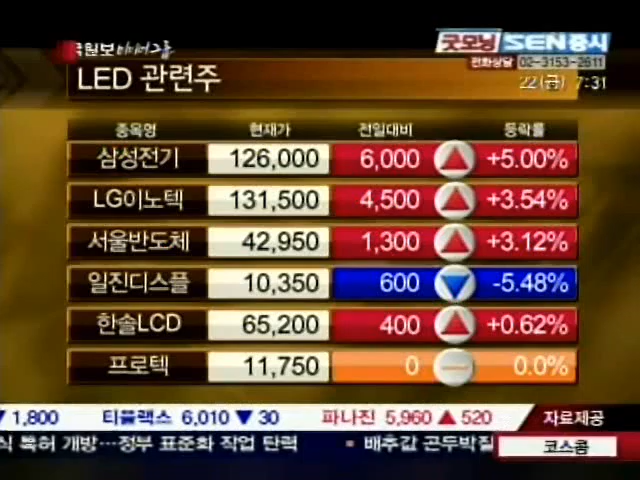 굿모닝 SEN증시
전화상담 02-3153-2611
LED 관련주
22(금) 7:31
종목명 현재가 전일대비 등락률
삼성전기 126,000 6,000 ▲ +5.00%
LG이노텍 131,500 4,500 ▲ +3.54%
서울반도체 42,950 1,300 ▲ +3.12%
일진디스플 10,350 600 ▼ -5.48%
한솔LCD 65,200 400 ▲ +0.62%
프로텍 11,750 0 – 0.0%
▼ 1,800 티플렉스 6,010 ▼ 30 파나진 5,960 ▲ 520 자료제공
식 특허 개방…정부 표준화 작업 탄력 ▪ 배추값 곤두박질 코스콤